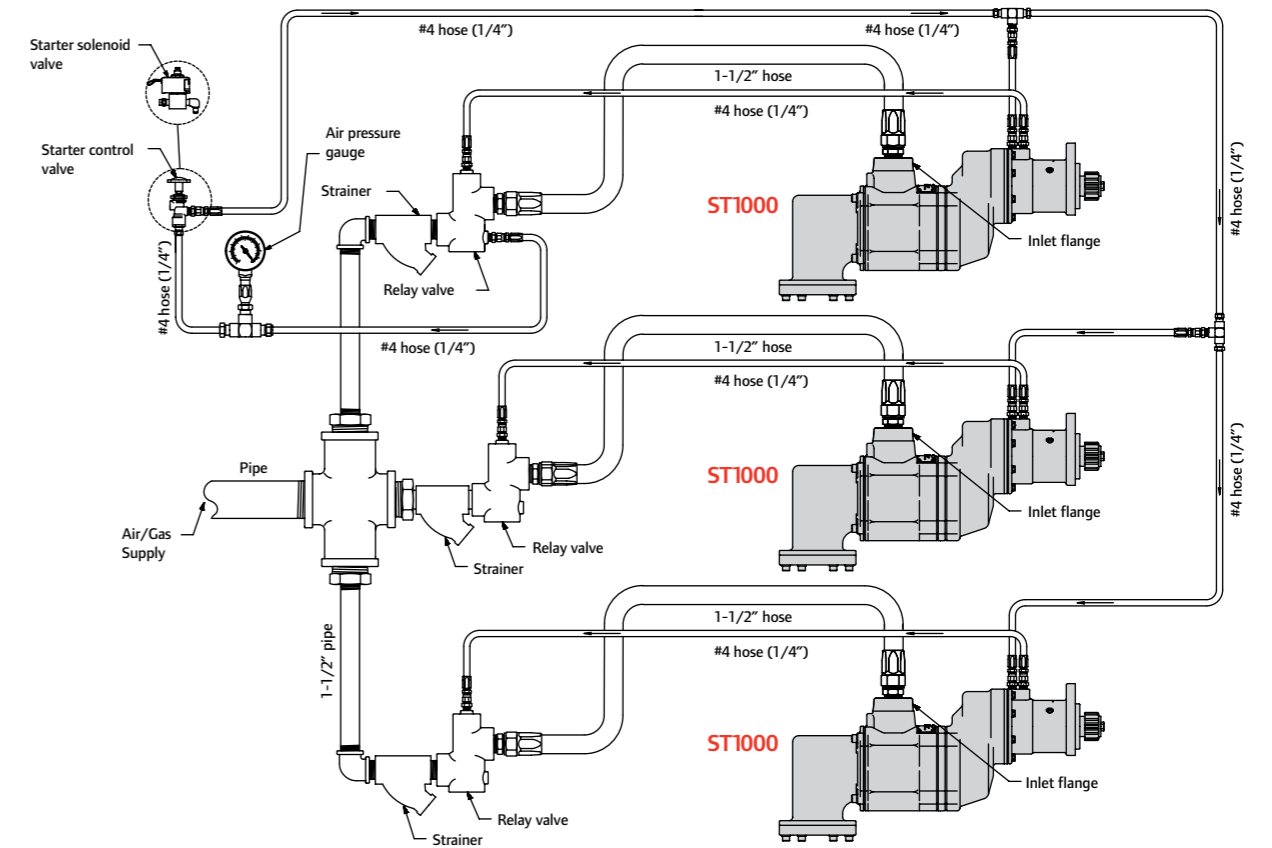 #4 hose (1/4”)
#4 hose (1/4”)
Starter solenoid
valve
1-1/2” hose
#4 hose (1/4”)
Air pressure
gauge
Starter control
valve
Strainer
#4 hose (1/4”)
ST1000
Inlet flange
#4 hose (1/4”)
Relay valve
#4 hose (1/4”)
1-1/2” hose
#4 hose (1/4”)
Pipe
ST1000
#4 hose (1/4”)
Inlet flange
Air/Gas
Supply
Relay valve
Strainer
1-1/2” pipe
1-1/2” hose
#4 hose (1/4”)
ST1000
Inlet flange
Relay valve
Strainer